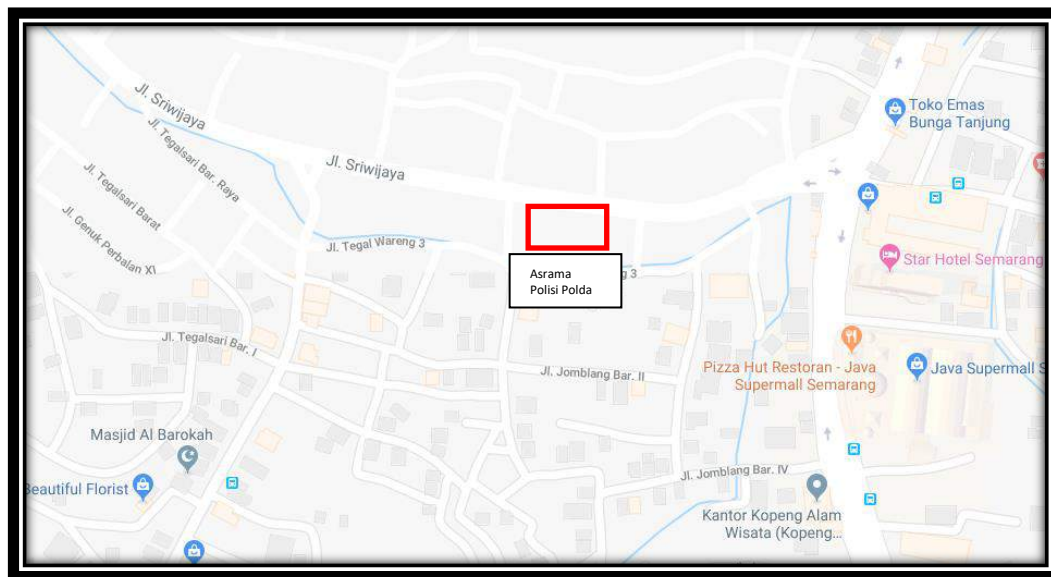 Jl. Sriwijaya
Toko Emas
Bunga Tanjung
Jl. Tegalsari Bar. Raya
Jl. Sriwijaya
Jl. Tegalsari Barat
Jl. Genuk Perbalan XI
Jl. Tegal Wareng 3
Asrama
Polisi Polda
g 3
Star Hotel Semarang
Jl. Tegalsari Bar. I
Jl. Jomblang Bar. II
Pizza Hut Restoran - Java
Supermall Semarang
Java Supermall S
Masjid Al Barokah
Beautiful Florist
Jl. Jomblang Bar. IV
Kantor Kopeng Alam
Wisata (Kopeng...